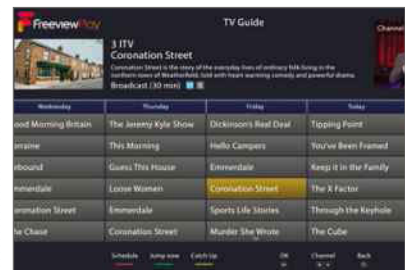 Freeview Play
TV Guide
Channel
3 ITV
Coronation Street
Coronation Street is the story of the everyday lives of ordinary folk living in the
northern town of Weatherfield, told with heart warming comedy and powerful drama.
Broadcast (30 min)
Wednesday Thursday Friday Today
ood Morning Britain The Jeremy Kyle Show Dickinson's Real Deal Tipping Point
orraine This Morning Hello Campers You've Been Framed
ebound Guess This House Emmerdale Keep it in the Family
mmerdale Loose Women Coronation Street The X Factor
oronation Street Emmerdale Sports Life Stories Through the Keyhole
he Chase Coronation Street Murder She Wrote The Cube
Schedule Jump now Catch Up OK Channel Back